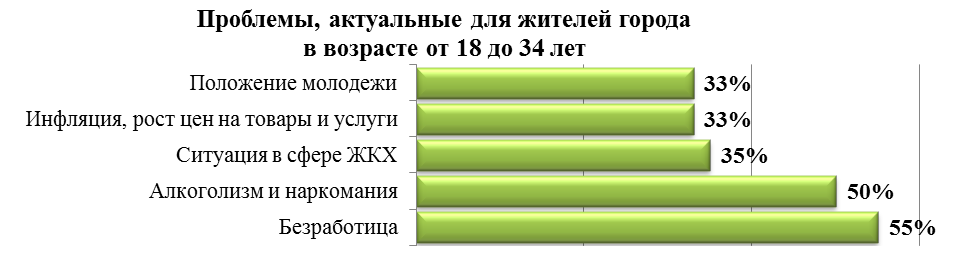 Проблемы, актуальные для жителей города
в возрасте от 18 до 34 лет
Положение молодежи 33%
Инфляция, рост цен на товары и услуги 33%
Ситуация в сфере ЖКХ 35%
Алкоголизм и наркомания 50%
Безработица 55%